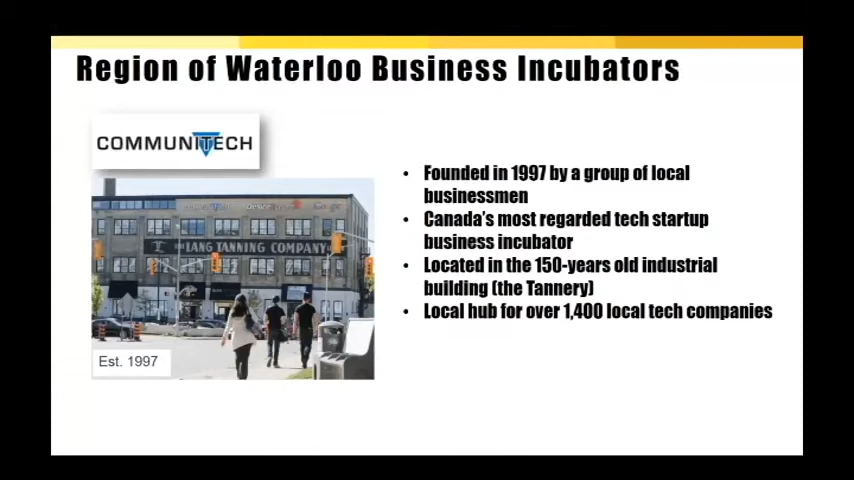 Region of Waterloo Business Incubators
COMMUNITECH
LANG TANNING COMPANY
Est. 1997
• Founded in 1997 by a group of local
businessmen
• Canada's most regarded tech startup
business incubator
• Located in the 150-years old industrial
building (the Tannery)
• Local hub for over 1,400 local tech companies